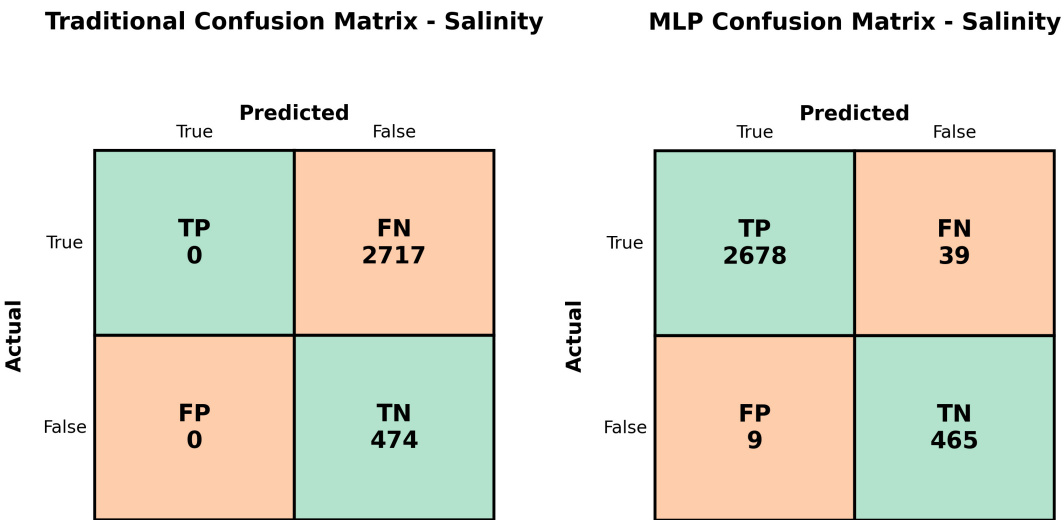 Traditional Confusion Matrix - Salinity
Predicted
True False
True
TP
0
FN
2717
Actual
False
FP
0
TN
474
MLP Confusion Matrix - Salinity
Predicted
True False
True
TP
2678
FN
39
Actual
False
FP
9
TN
465